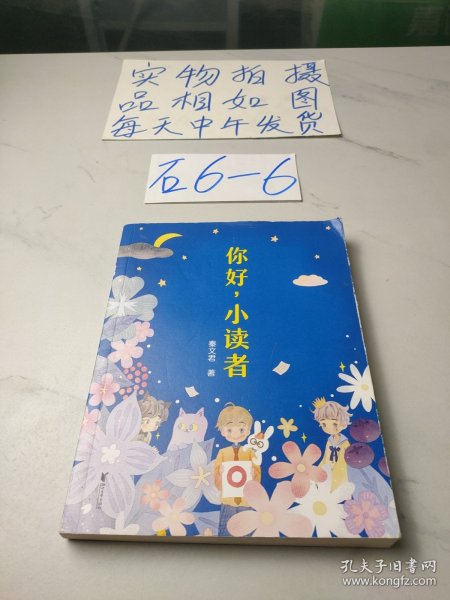 实物拍摄
品相如图
每天中午发货
石6-6
你好，小读者
秦文君 著
孔夫子旧书网
www.kongfz.com